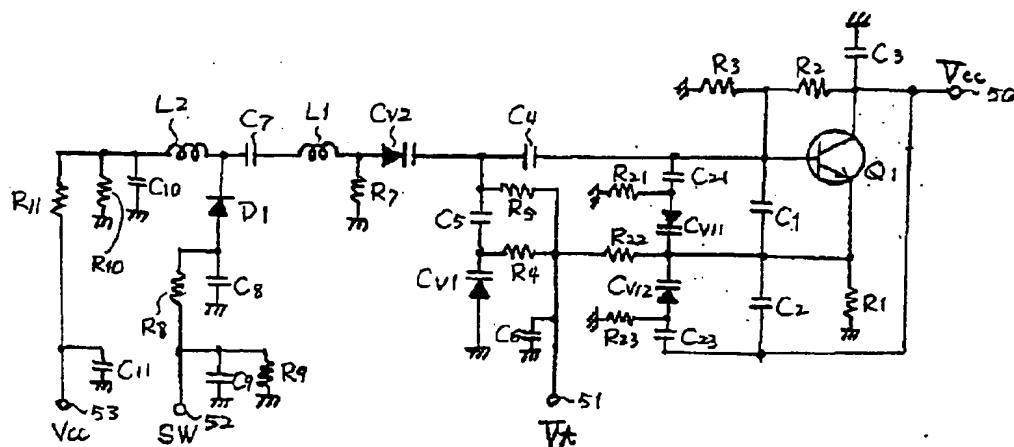 C3
R3
R2
Vcc
50
L2
C7
L1
Cv2
C4
Q1
R11
C10
R10
D1
R7
C5
R5
R21
C21
Cv11
C1
R22
R4
Cv1
Cv12
C2
R1
R8
C8
C6
R23
C23
C11
C9
R9
53
52
51
Vcc
SW
Vt